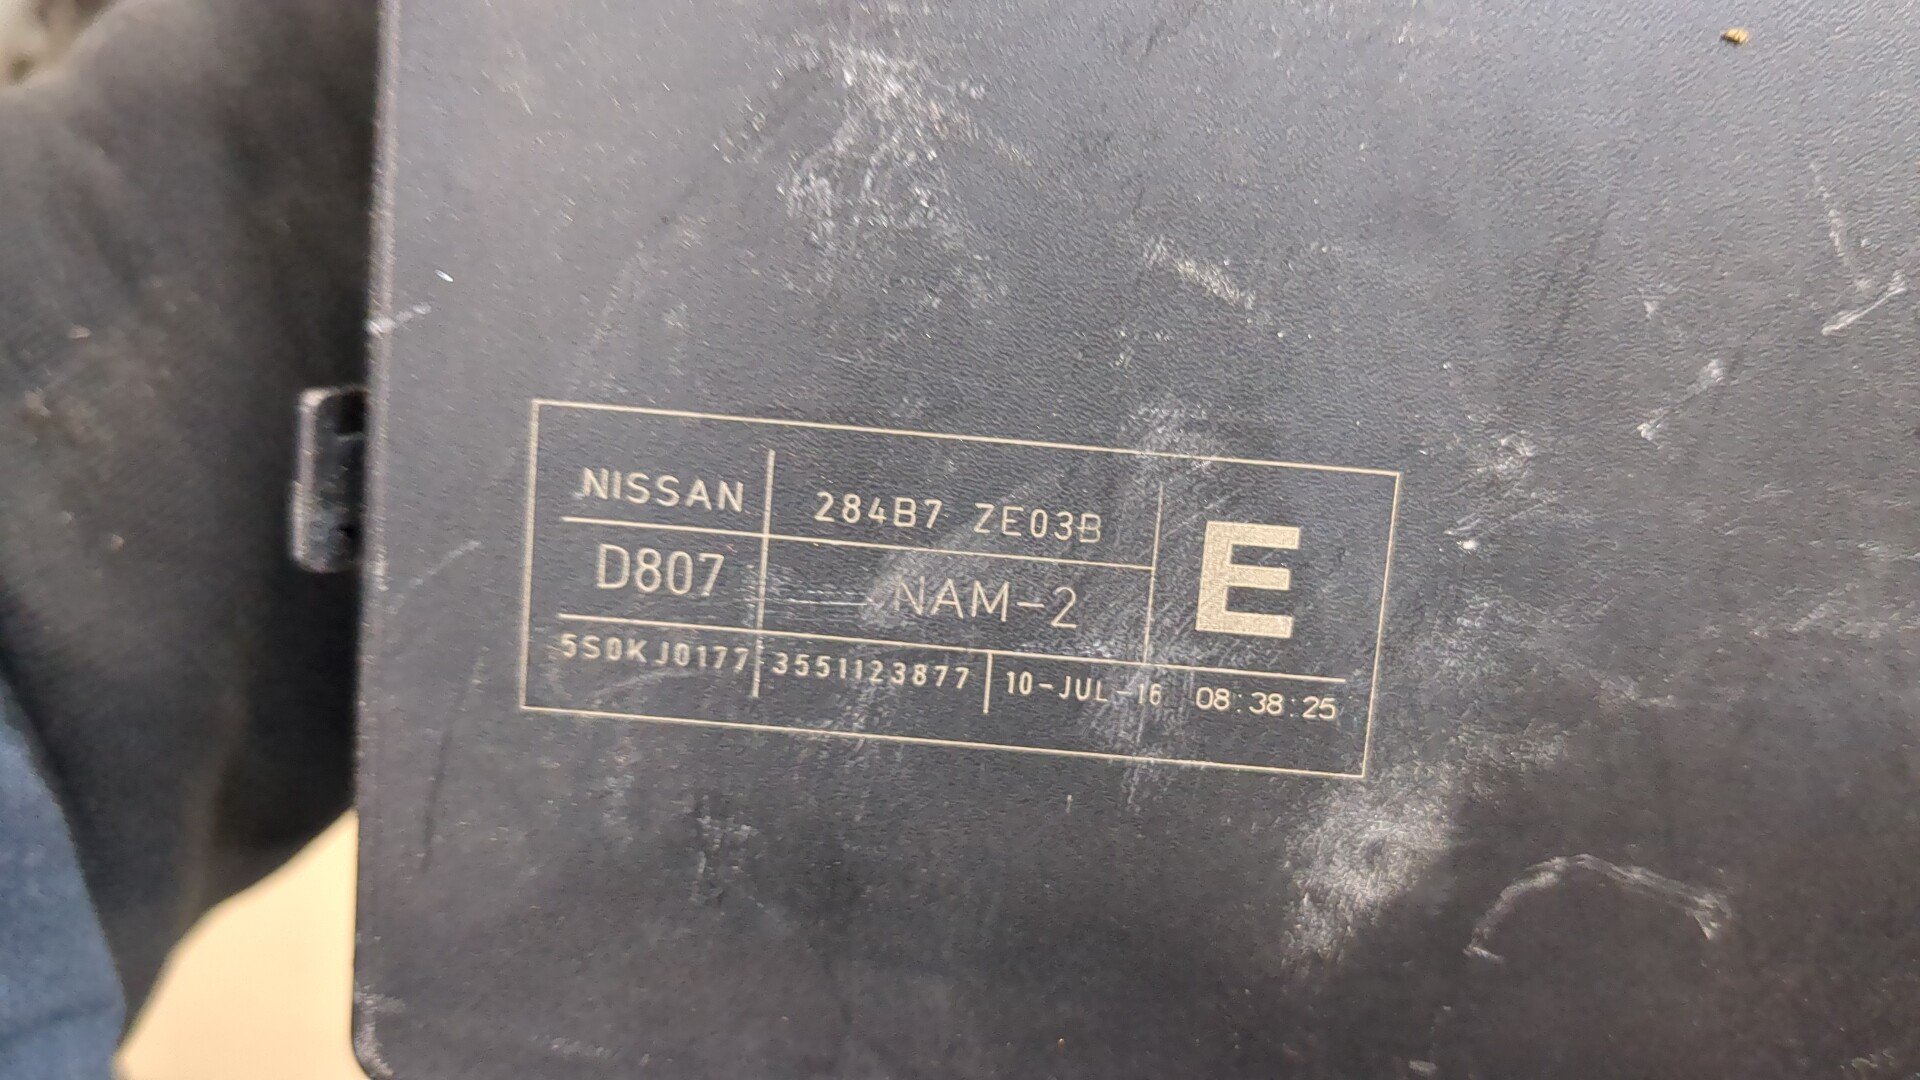 NISSAN 284B7 ZE03B
E
D807 NAM-2
5S0KJ0177 3551123877 10-JUL-16 08:38:25